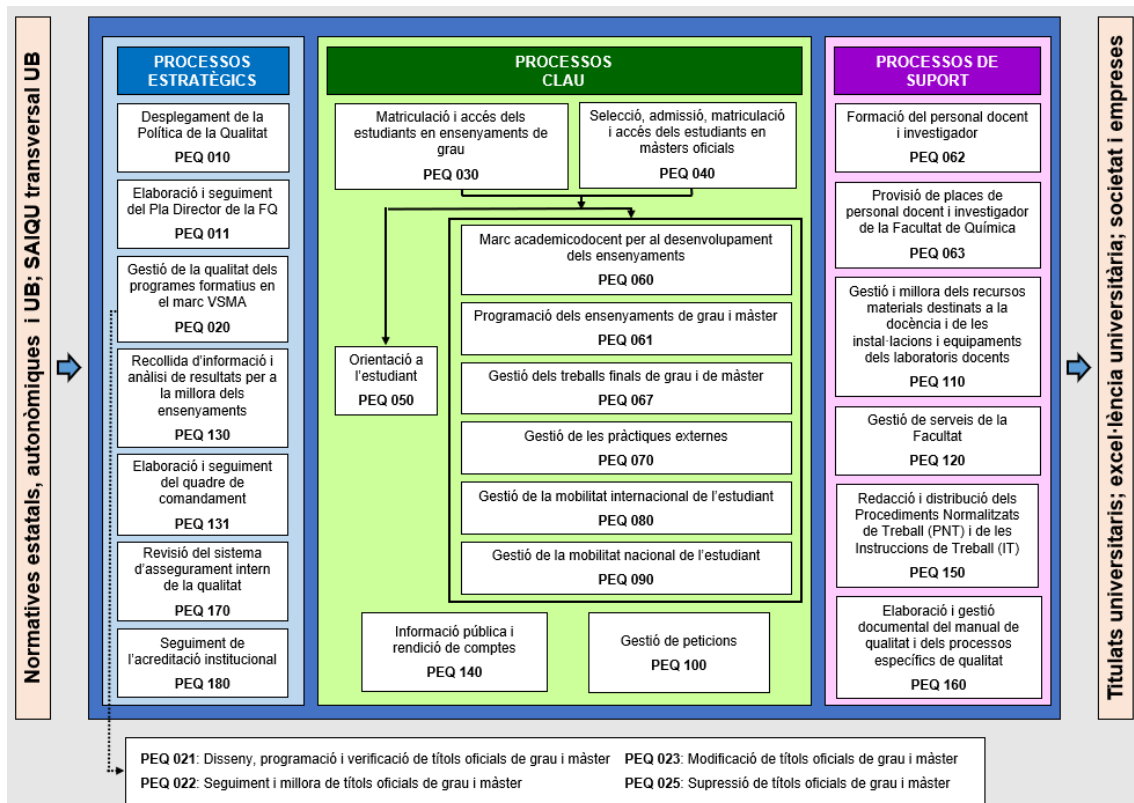 Normatives estatals, autonòmiques i UB; SAIQU transversal UB
PROCESSOS
ESTRATÈGICS
Desplegament de la
Política de la Qualitat
PEQ 010
Elaboració i seguiment
del Pla Director de la FQ
PEQ 011
Gestió de la qualitat dels
programes formatius en
el marc VSMA
PEQ 020
Recollida d'informació i
anàlisi de resultats per a
la millora dels
ensenyaments
PEQ 130
Elaboració i seguiment
del quadre de
comandament
PEQ 131
Revisió del sistema
d'assegurament intern
de la qualitat
PEQ 170
Seguiment de
l'acreditació institucional
PEQ 180
PROCESSOS
CLAU
Matriculació i accés dels
estudiants en ensenyaments de
grau
PEQ 030
Selecció, admissió, matriculació
i accés dels estudiants en
màsters oficials
PEQ 040
Orientació a
l'estudiant
PEQ 050
Marc academicodocent per al desenvolupament
dels ensenyaments
PEQ 060
Programació dels ensenyaments de grau i màster
PEQ 061
Gestió dels treballs finals de grau i de màster
PEQ 067
Gestió de les pràctiques externes
PEQ 070
Gestió de la mobilitat internacional de l'estudiant
PEQ 080
Gestió de la mobilitat nacional de l'estudiant
PEQ 090
Informació pública i
rendició de comptes
PEQ 140
Gestió de peticions
PEQ 100
PROCESSOS DE
SUPORT
Formació del personal docent
i investigador
PEQ 062
Provisió de places de
personal docent i investigador
de la Facultat de Química
PEQ 063
Gestió i millora dels recursos
materials destinats a la
docència i de les
instal·lacions i equipaments
dels laboratoris docents
PEQ 110
Gestió de serveis de la
Facultat
PEQ 120
Redacció i distribució dels
Procediments Normalitzats
de Treball (PNT) i de les
Instruccions de Treball (IT)
PEQ 150
Elaboració i gestió
documental del manual de
qualitat i dels processos
específics de qualitat
PEQ 160
Titulats universitaris; excel·lència universitària; societat i empreses
PEQ 021: Disseny, programació i verificació de títols oficials de grau i màster
PEQ 023: Modificació de títols oficials de grau i màster
PEQ 022: Seguiment i millora de títols oficials de grau i màster
PEQ 025: Supressió de títols oficials de grau i màster